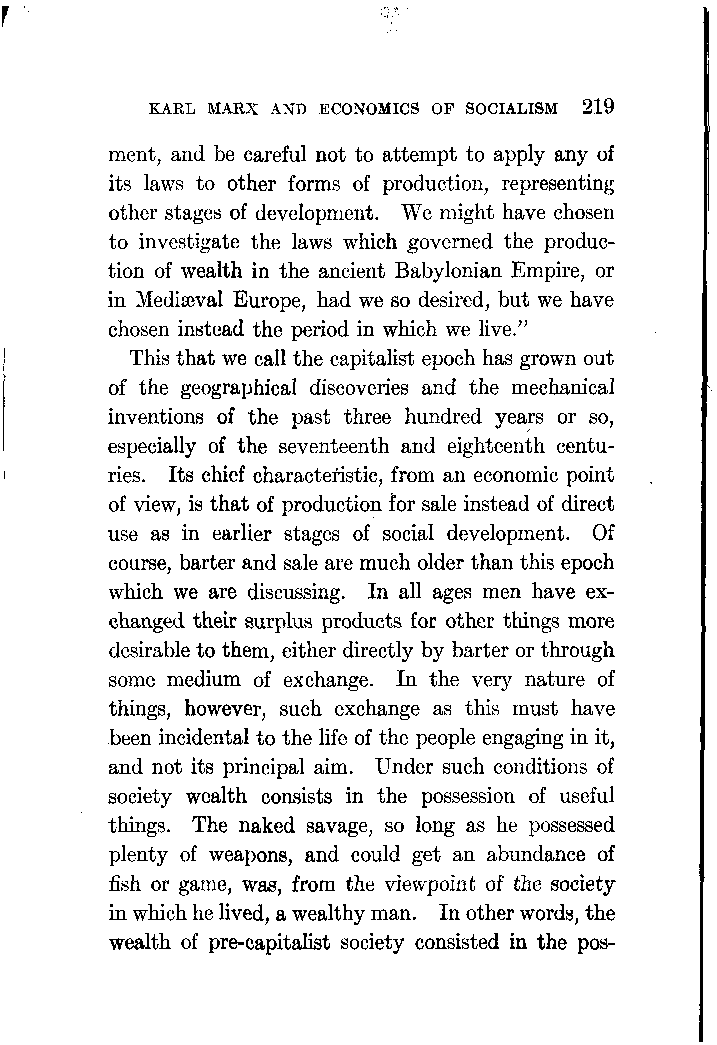 KARL MARX AND ECONOMICS OF SOCIALISM 219
ment, and be careful not to attempt to apply any of
its laws to other forms of production, representing
other stages of development. We might have chosen
to investigate the laws which governed the produc-
tion of wealth in the ancient Babylonian Empire, or
in Mediæval Europe, had we so desired, but we have
chosen instead the period in which we live.”
This that we call the capitalist epoch has grown out
of the geographical discoveries and the mechanical
inventions of the past three hundred years or so,
especially of the seventeenth and eighteenth centu-
ries. Its chief characteristic, from an economic point
of view, is that of production for sale instead of direct
use as in earlier stages of social development. Of
course, barter and sale are much older than this epoch
which we are discussing. In all ages men have ex-
changed their surplus products for other things more
desirable to them, either directly by barter or through
some medium of exchange. In the very nature of
things, however, such exchange as this must have
been incidental to the life of the people engaging in it,
and not its principal aim. Under such conditions of
society wealth consists in the possession of useful
things. The naked savage, so long as he possessed
plenty of weapons, and could get an abundance of
fish or game, was, from the viewpoint of the society
in which he lived, a wealthy man. In other words, the
wealth of pre-capitalist society consisted in the pos-